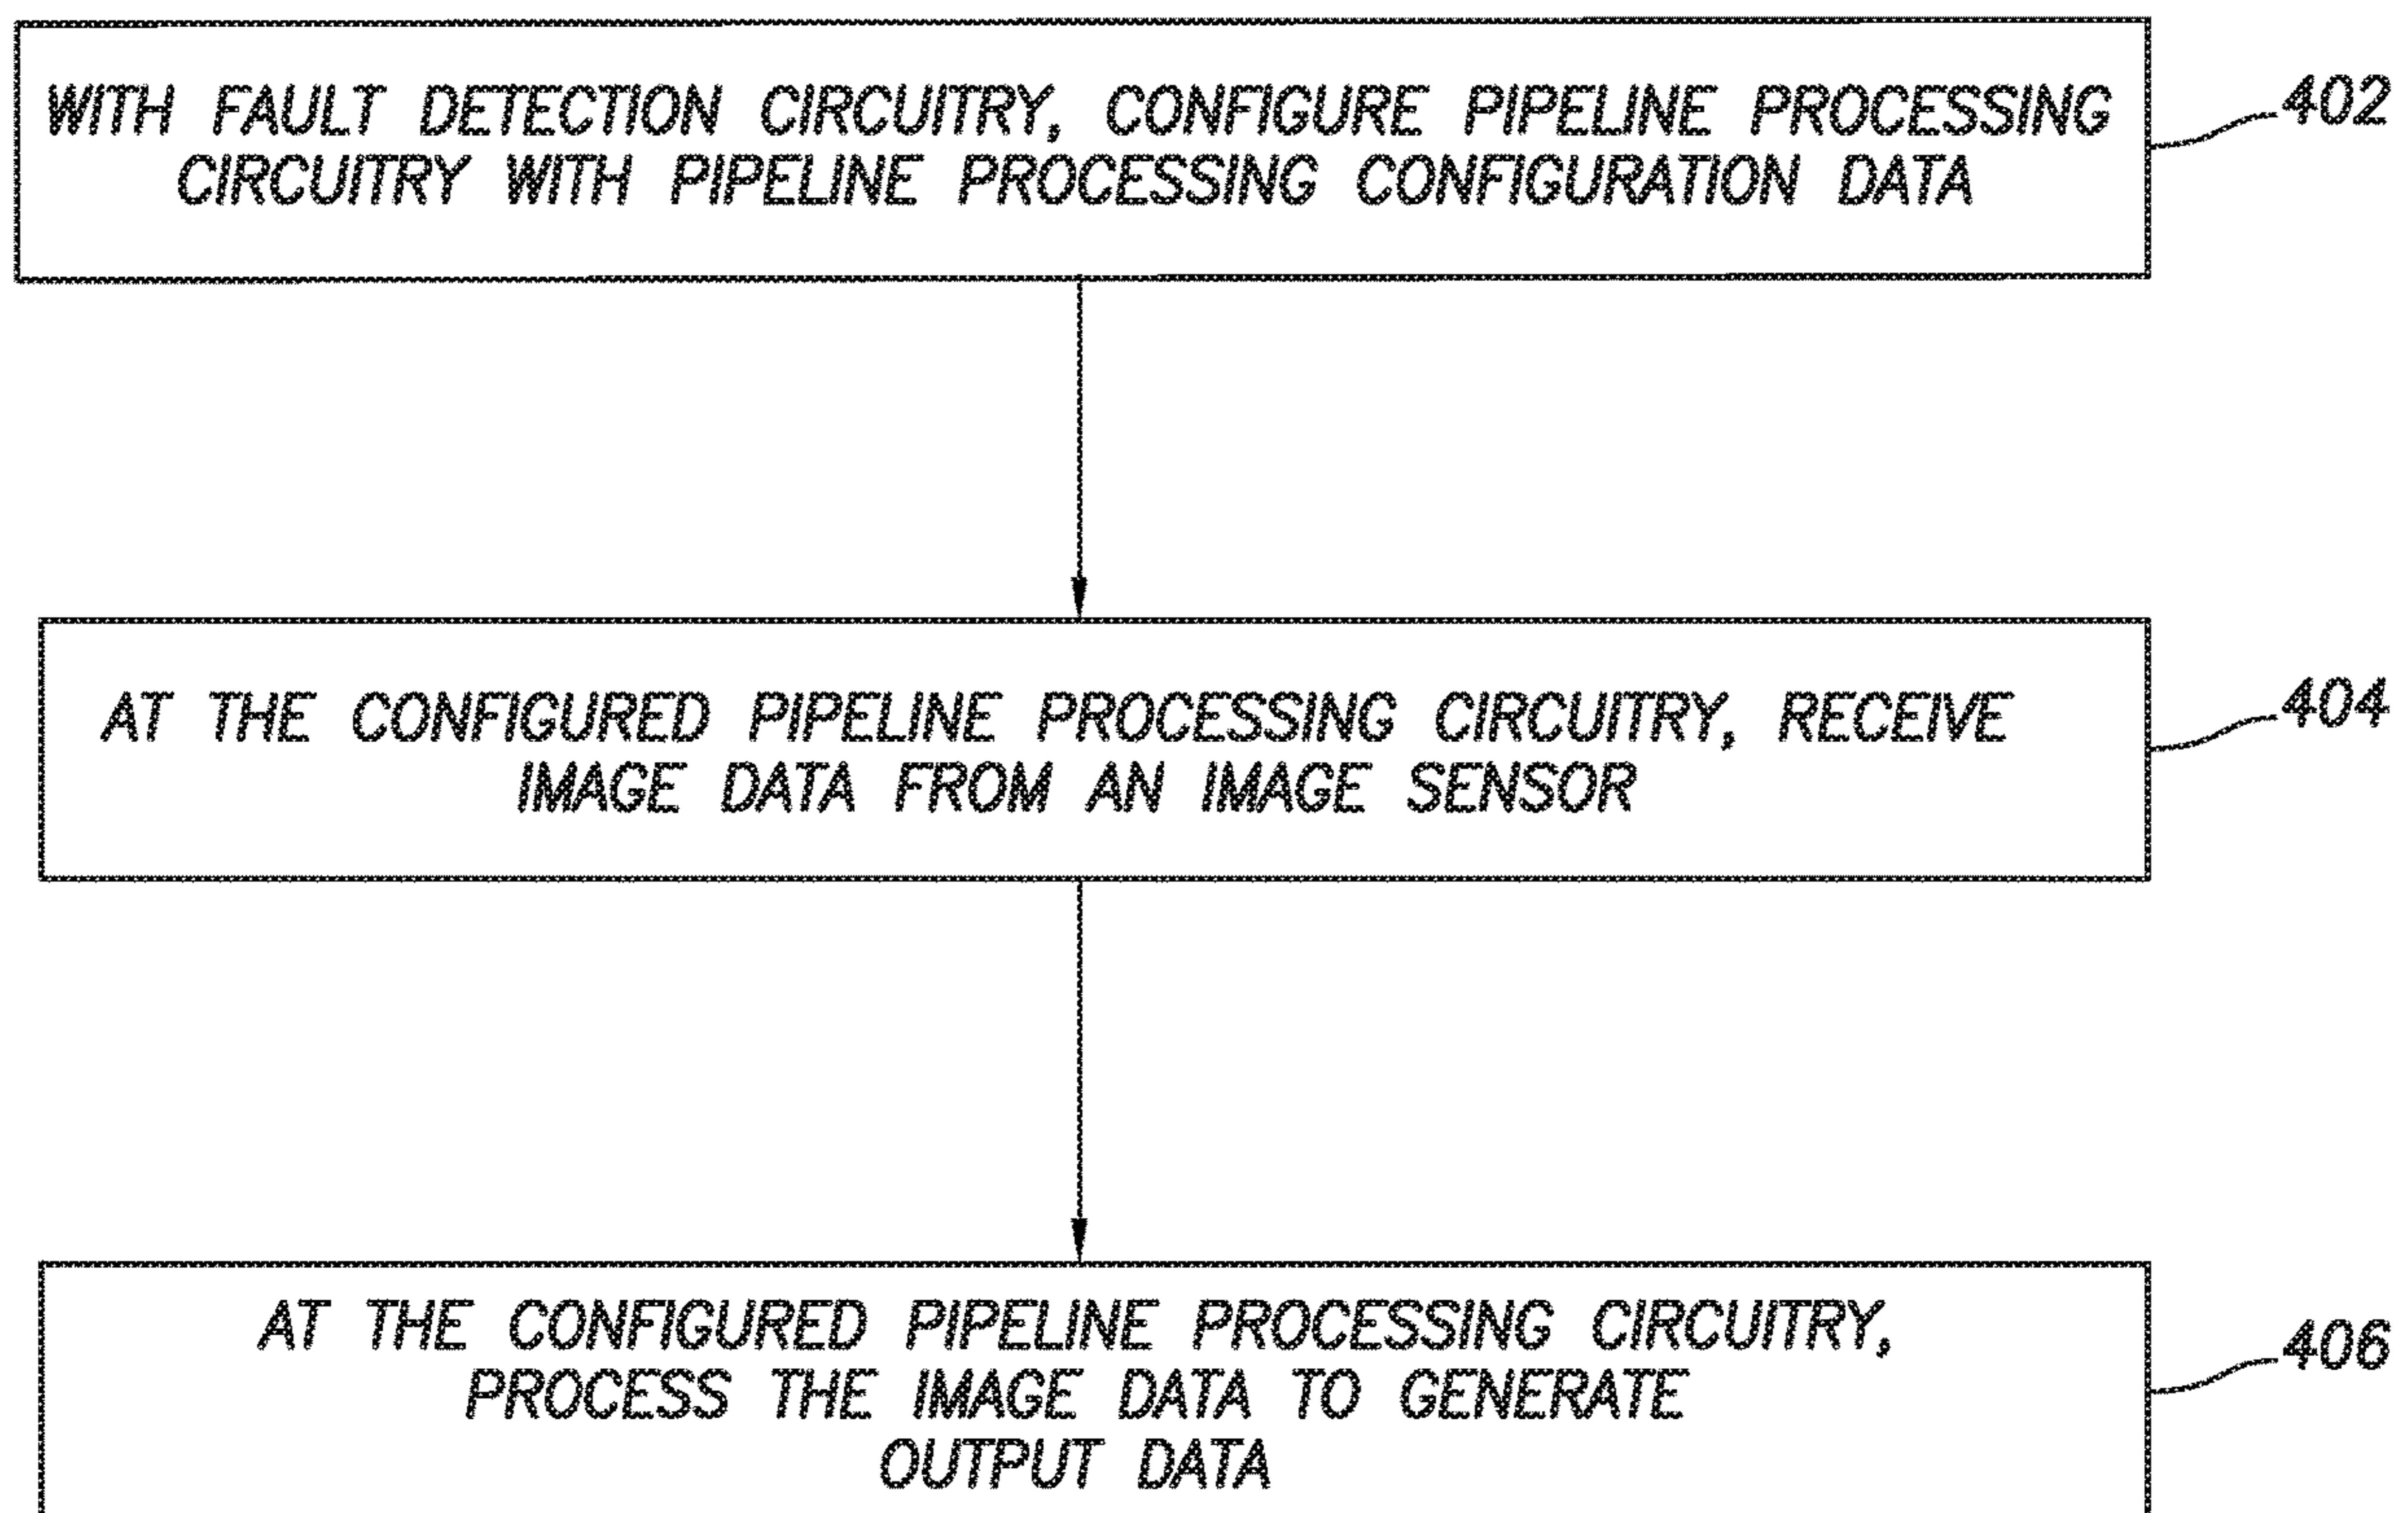 WITH FAULT DETECTION CIRCUITRY, CONFIGURE PIPELINE PROCESSING
CIRCUITRY WITH PIPELINE PROCESSING CONFIGURATION DATA
402
AT THE CONFIGURED PIPELINE PROCESSING CIRCUITRY, RECEIVE
IMAGE DATA FROM AN IMAGE SENSOR
404
AT THE CONFIGURED PIPELINE PROCESSING CIRCUITRY,
PROCESS THE IMAGE DATA TO GENERATE
OUTPUT DATA
406